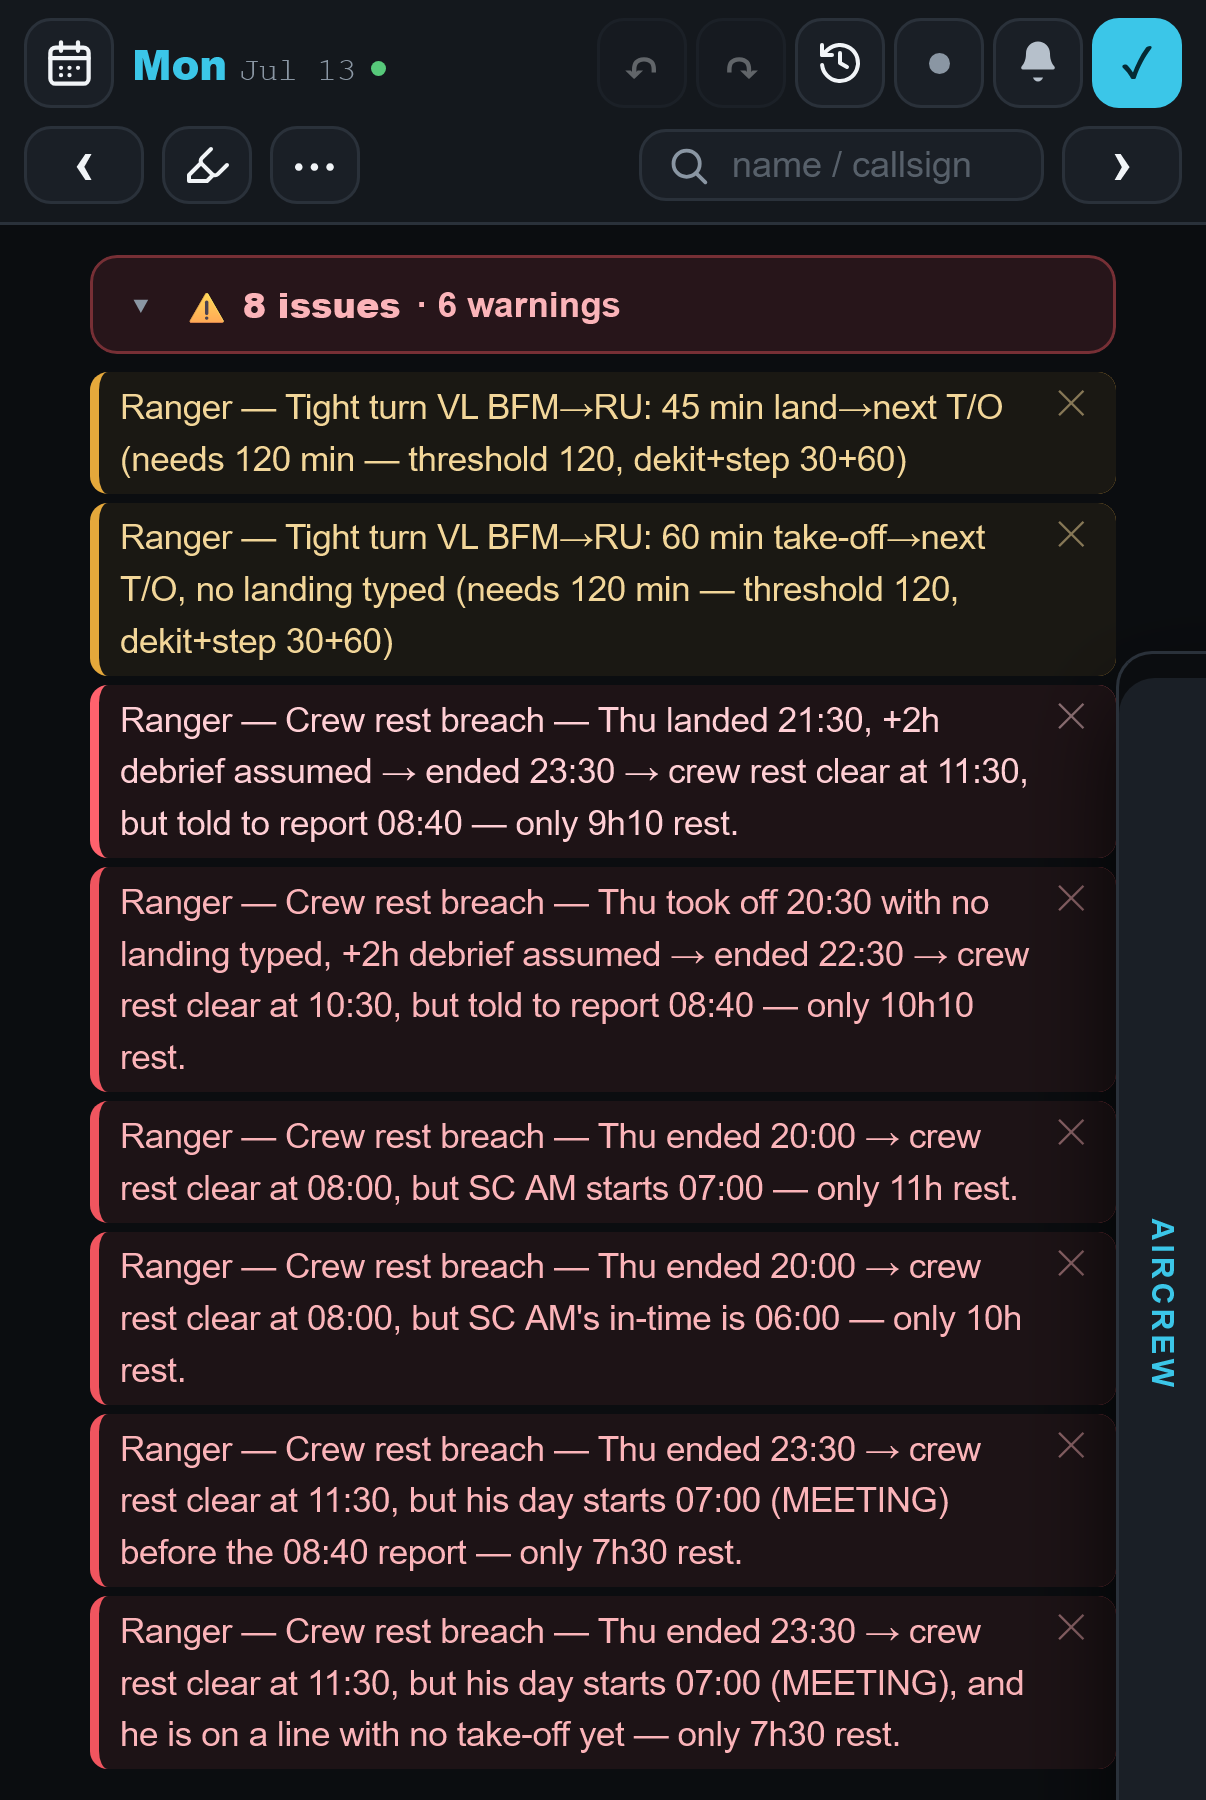 Mon Jul 13
name / callsign
8 issues · 6 warnings
Ranger — Tight turn VL BFM→RU: 45 min land→next T/O
(needs 120 min — threshold 120, dekit+step 30+60)
Ranger — Tight turn VL BFM→RU: 60 min take-off→next
T/O, no landing typed (needs 120 min — threshold 120,
dekit+step 30+60)
Ranger — Crew rest breach — Thu landed 21:30, +2h
debrief assumed → ended 23:30 → crew rest clear at 11:30,
but told to report 08:40 — only 9h10 rest.
Ranger — Crew rest breach — Thu took off 20:30 with no
landing typed, +2h debrief assumed → ended 22:30 → crew
rest clear at 10:30, but told to report 08:40 — only 10h10
rest.
Ranger — Crew rest breach — Thu ended 20:00 → crew
rest clear at 08:00, but SC AM starts 07:00 — only 11h rest.
Ranger — Crew rest breach — Thu ended 20:00 → crew
rest clear at 08:00, but SC AM's in-time is 06:00 — only 10h
rest.
Ranger — Crew rest breach — Thu ended 23:30 → crew
rest clear at 11:30, but his day starts 07:00 (MEETING)
before the 08:40 report — only 7h30 rest.
Ranger — Crew rest breach — Thu ended 23:30 → crew
rest clear at 11:30, but his day starts 07:00 (MEETING), and
he is on a line with no take-off yet — only 7h30 rest.
AIRCREW